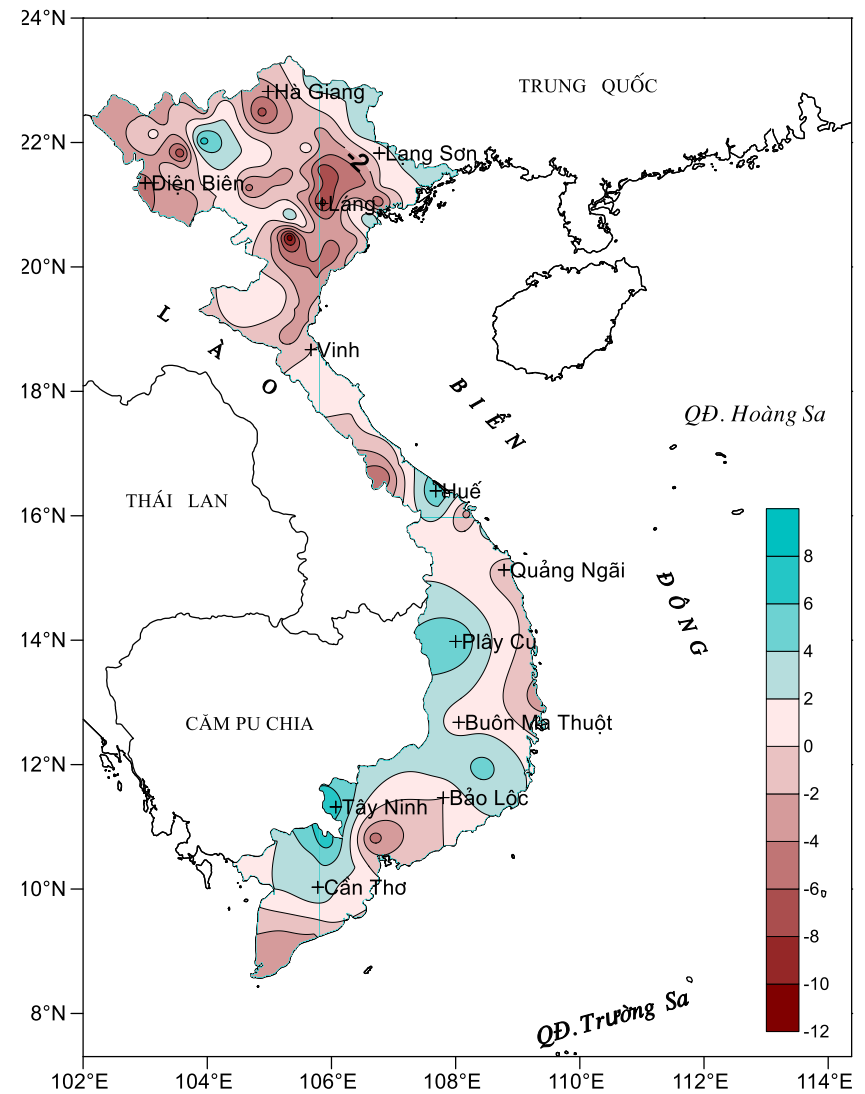 24°N
22°N
20°N
18°N
16°N
14°N
12°N
10°N
8°N
102°E
104°E
106°E
108°E
110°E
112°E
114°E
TRUNG QUỐC
Hà Giang
Lạng Sơn
-2
Điện Biên
Láng
LÀO
Vinh
BIỂN
QĐ. Hoàng Sa
THÁI LAN
Huế
Quảng Ngãi
ĐÔNG
Plây Cu
CĂM PU CHIA
Buôn Ma Thuột
Bảo Lộc
Tây Ninh
Cần Thơ
QĐ. Trường Sa
8
6
4
2
0
-2
-4
-6
-8
-10
-12